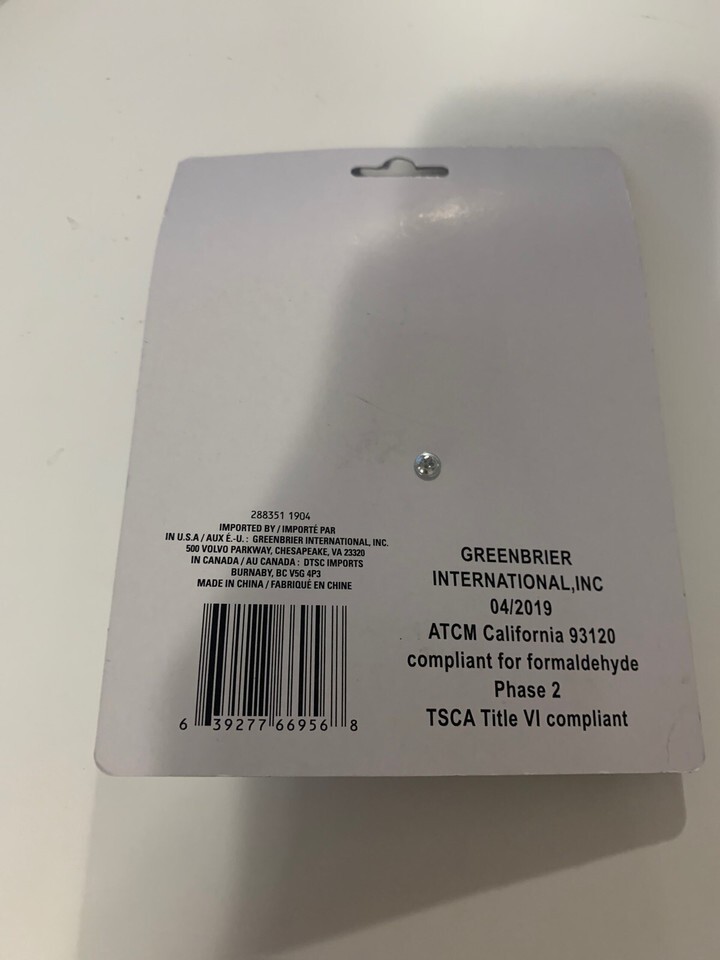 288351 1904
IMPORTED BY / IMPORTÉ PAR
IN U.S.A / AUX É.-U. : GREENBRIER INTERNATIONAL, INC.
500 VOLVO PARKWAY, CHESAPEAKE, VA 23320
IN CANADA / AU CANADA : DTSC IMPORTS
BURNABY, BC V5G 4P3
MADE IN CHINA / FABRIQUÉ EN CHINE
6 39277 66956 8
GREENBRIER
INTERNATIONAL,INC
04/2019
ATCM California 93120
compliant for formaldehyde
Phase 2
TSCA Title VI compliant